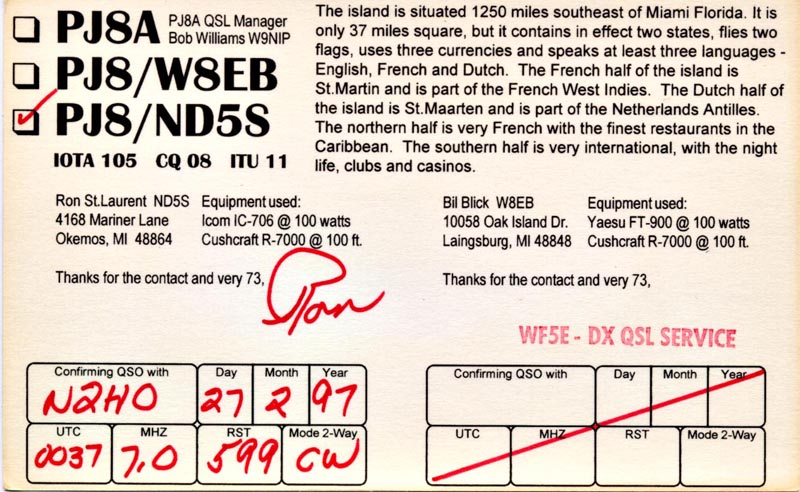 PJ8A PJ8A QSL Manager
Bob Williams W9NIP
PJ8/W8EB
PJ8/ND5S
IOTA 105 CQ 08 ITU 11
The island is situated 1250 miles southeast of Miami Florida. It is
only 37 miles square, but it contains in effect two states, flies two
flags, uses three currencies and speaks at least three languages -
English, French and Dutch. The French half of the island is
St.Martin and is part of the French West Indies. The Dutch half of
the island is St.Maarten and is part of the Netherlands Antilles.
The northern half is very French with the finest restaurants in the
Caribbean. The southern half is very international, with the night
life, clubs and casinos.
Ron St.Laurent ND5S
4168 Mariner Lane
Okemos, MI 48864
Equipment used:
Icom IC-706 @ 100 watts
Cushcraft R-7000 @ 100 ft.
Thanks for the contact and very 73,
Ron
Bil Blick W8EB
10058 Oak Island Dr.
Laingsburg, MI 48848
Equipment used:
Yaesu FT-900 @ 100 watts
Cushcraft R-7000 @ 100 ft.
Thanks for the contact and very 73,
WF5E - DX QSL SERVICE
Confirming QSO with Day Month Year
N2HO 27 2 97
UTC MHZ RST Mode 2-Way
0037 7.0 599 CW
Confirming QSO with Day Month Year
UTC MHZ RST Mode 2-Way